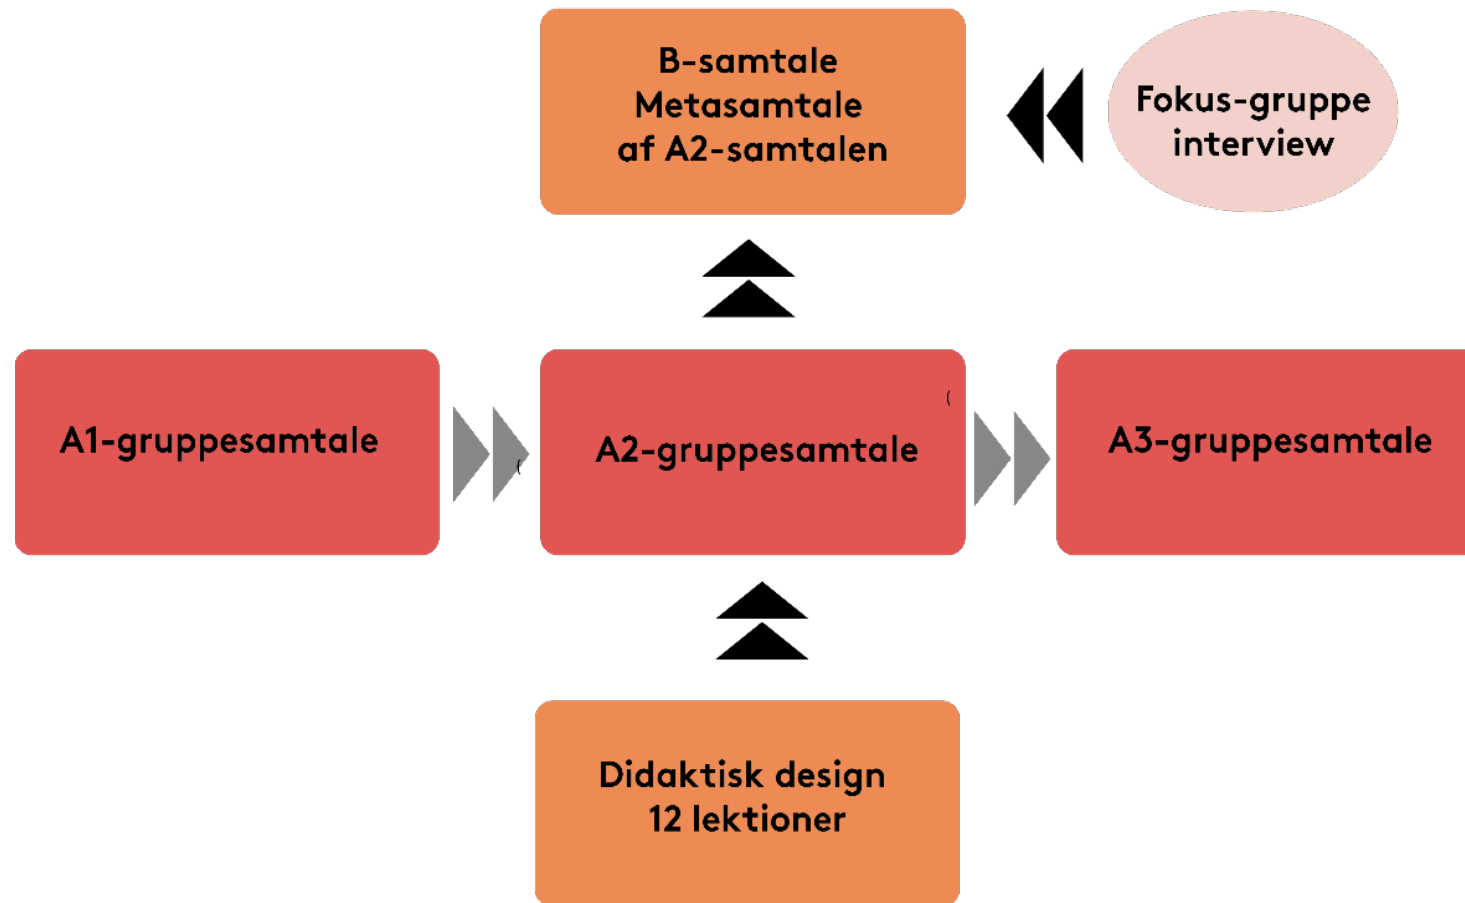 B-samtale
Metasamtale
af A2-samtalen
Fokus-gruppe
interview
A1-gruppesamtale
(
A2-gruppesamtale
(
A3-gruppesamtale
Didaktisk design
12 lektioner